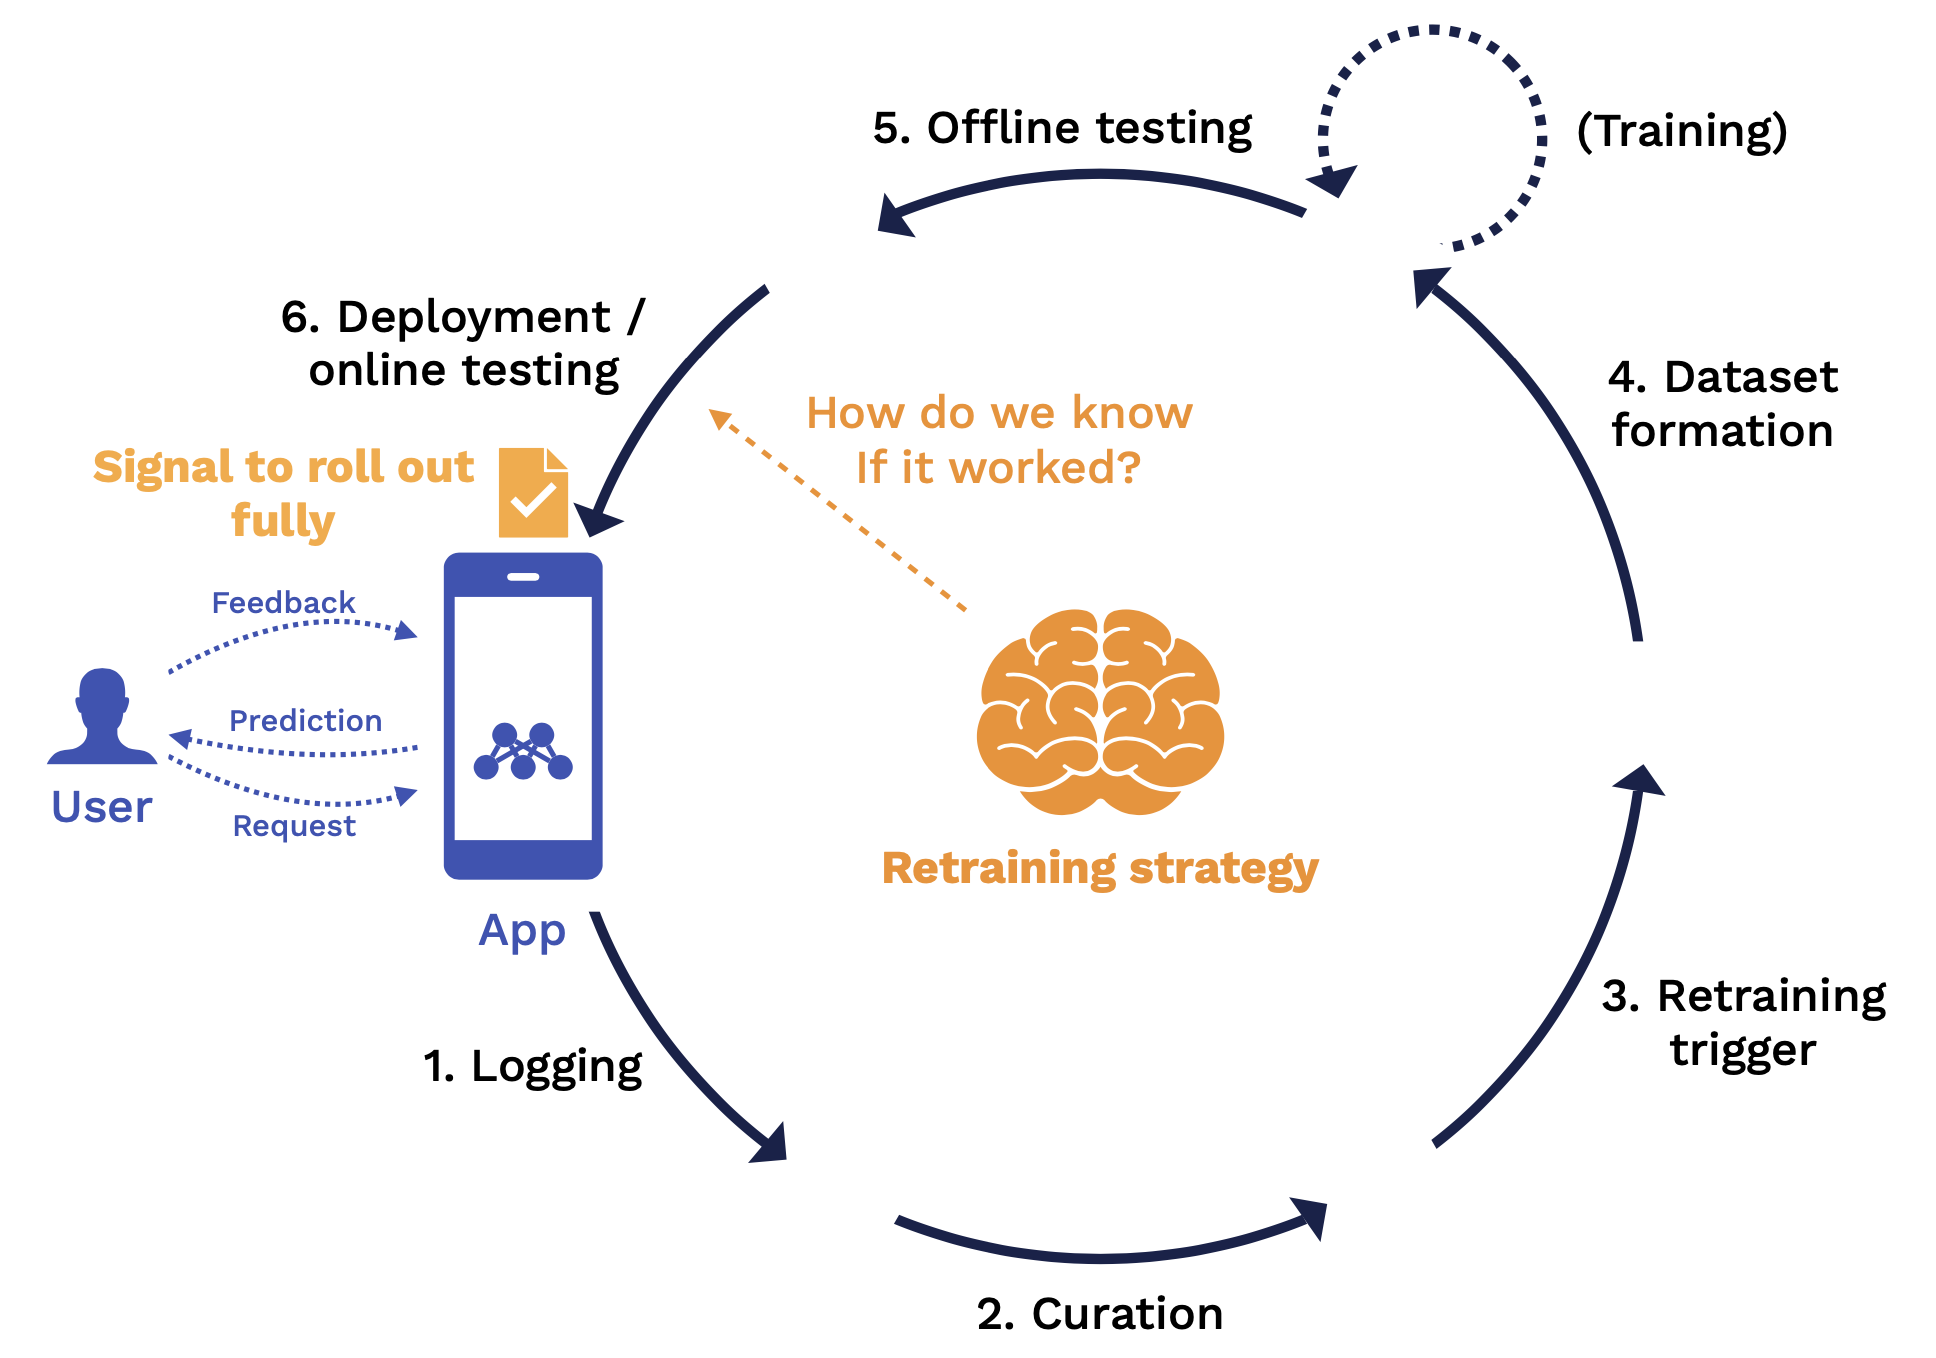 5. Offline testing
(Training)
6. Deployment /
online testing
4. Dataset
formation
How do we know
If it worked?
Signal to roll out
fully
Feedback
Prediction
Request
User
App
Retraining strategy
3. Retraining
trigger
1. Logging
2. Curation